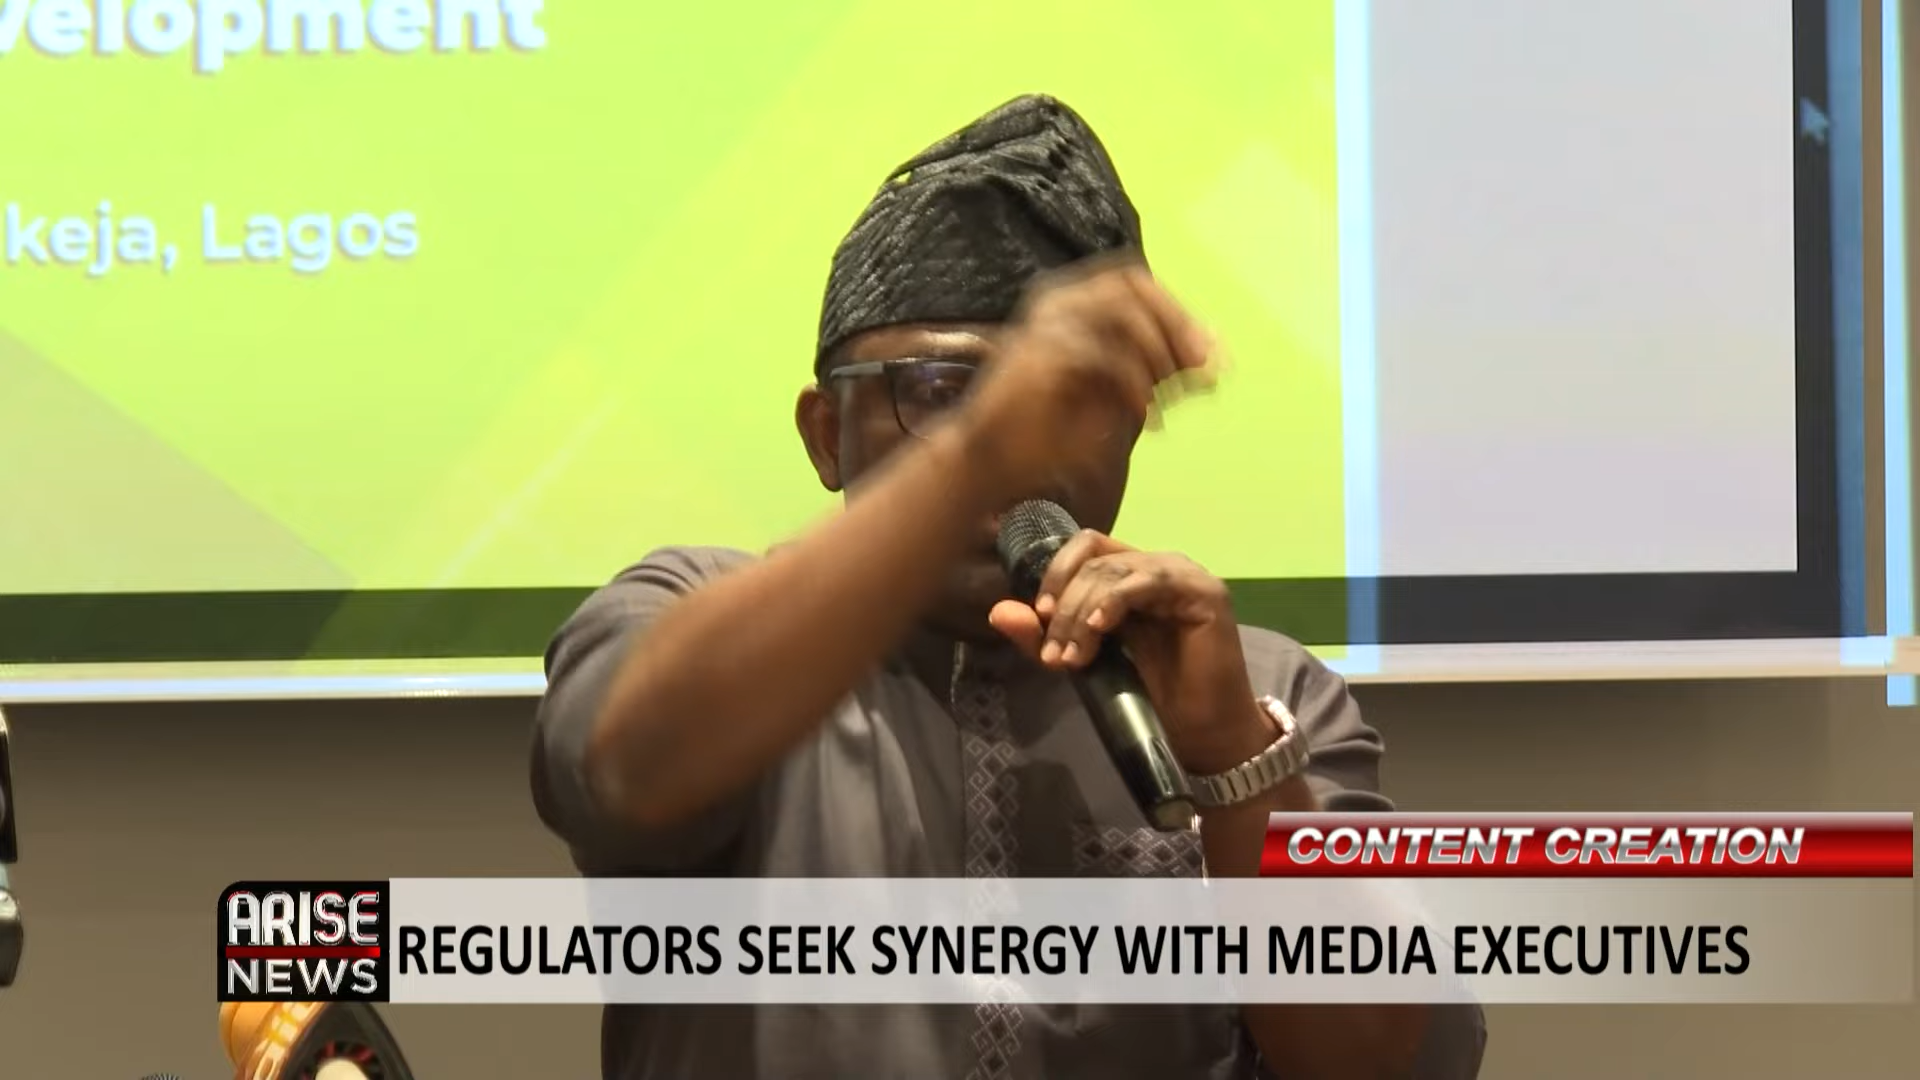 velopment
keja, Lagos
CONTENT CREATION
ARISE
NEWS
REGULATORS SEEK SYNERGY WITH MEDIA EXECUTIVES